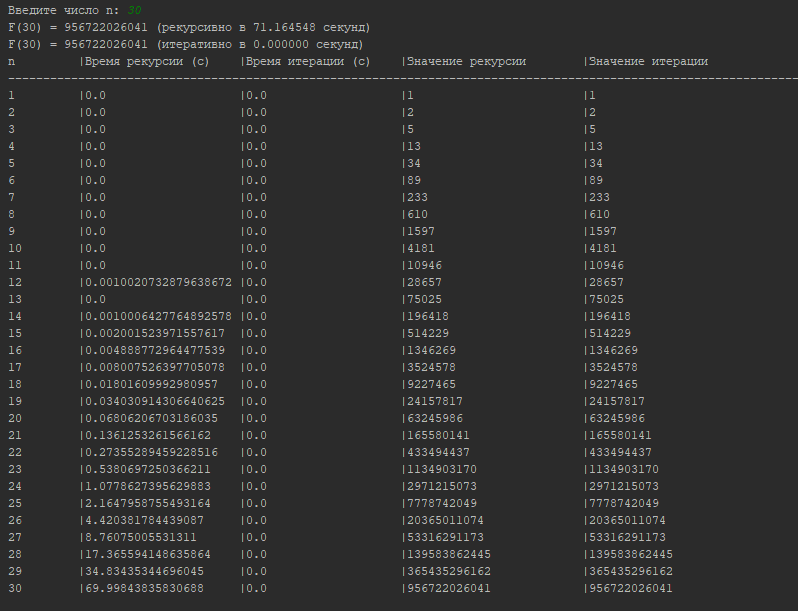 Введите число n: 30
F(30) = 956722026041 (рекурсивно в 71.164548 секунд)
F(30) = 956722026041 (итеративно в 0.000000 секунд)
n |Время рекурсии (с) |Время итерации (с) |Значение рекурсии |Значение итерации
----------------------------------------------------------------------------------------------------------------
1 |0.0 |0.0 |1 |1
2 |0.0 |0.0 |2 |2
3 |0.0 |0.0 |5 |5
4 |0.0 |0.0 |13 |13
5 |0.0 |0.0 |34 |34
6 |0.0 |0.0 |89 |89
7 |0.0 |0.0 |233 |233
8 |0.0 |0.0 |610 |610
9 |0.0 |0.0 |1597 |1597
10 |0.0 |0.0 |4181 |4181
11 |0.0 |0.0 |10946 |10946
12 |0.0010020732879638672 |0.0 |28657 |28657
13 |0.0 |0.0 |75025 |75025
14 |0.0010006427764892578 |0.0 |196418 |196418
15 |0.002001523971557617 |0.0 |514229 |514229
16 |0.004888772964477539 |0.0 |1346269 |1346269
17 |0.008007526397705078 |0.0 |3524578 |3524578
18 |0.01801609992980957 |0.0 |9227465 |9227465
19 |0.034030914306640625 |0.0 |24157817 |24157817
20 |0.06806206703186035 |0.0 |63245986 |63245986
21 |0.1361253261566162 |0.0 |165580141 |165580141
22 |0.27355289459228516 |0.0 |433494437 |433494437
23 |0.5380697250366211 |0.0 |1134903170 |1134903170
24 |1.0778627395629883 |0.0 |2971215073 |2971215073
25 |2.1647958755493164 |0.0 |7778742049 |7778742049
26 |4.420381784439087 |0.0 |20365011074 |20365011074
27 |8.76075005531311 |0.0 |53316291173 |53316291173
28 |17.365594148635864 |0.0 |139583862445 |139583862445
29 |34.83435344696045 |0.0 |365435296162 |365435296162
30 |69.99843835830688 |0.0 |956722026041 |956722026041